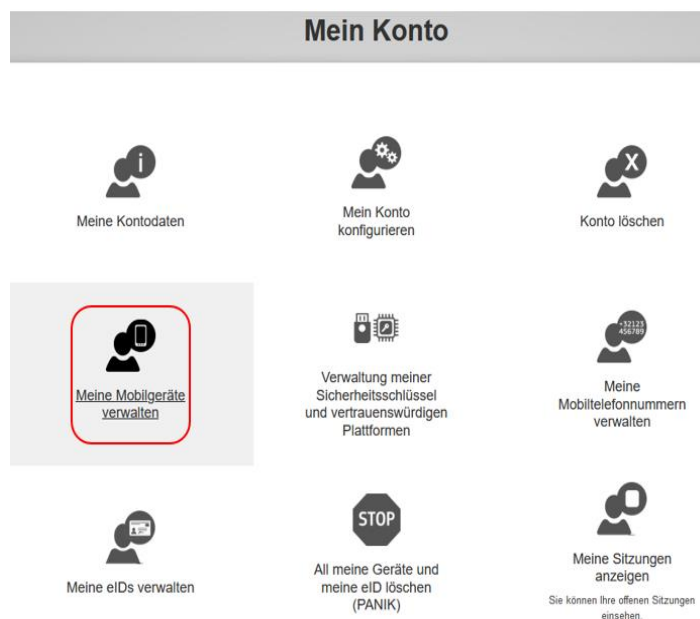 Mein Konto
i
Meine Kontodaten
Mein Konto
konfigurieren
X
Konto löschen
Meine Mobilgeräte
verwalten
Verwaltung meiner
Sicherheitsschlüssel
und vertrauenswürdigen
Plattformen
+32123
456789
Meine
Mobiltelefonnummern
verwalten
Meine eIDs verwalten
STOP
All meine Geräte und
meine eID löschen
(PANIK)
Meine Sitzungen
anzeigen
Sie können Ihre offenen Sitzungen
einsehen.